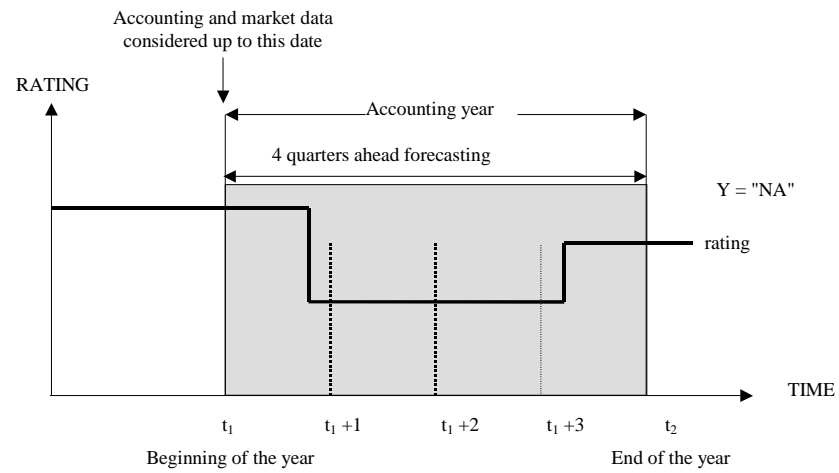 Accounting and market data
considered up to this date
RATING
Accounting year
4 quarters ahead forecasting
Y = "NA"
rating
TIME
t1 t1 +1 t1 +2 t1 +3 t2
Beginning of the year End of the year